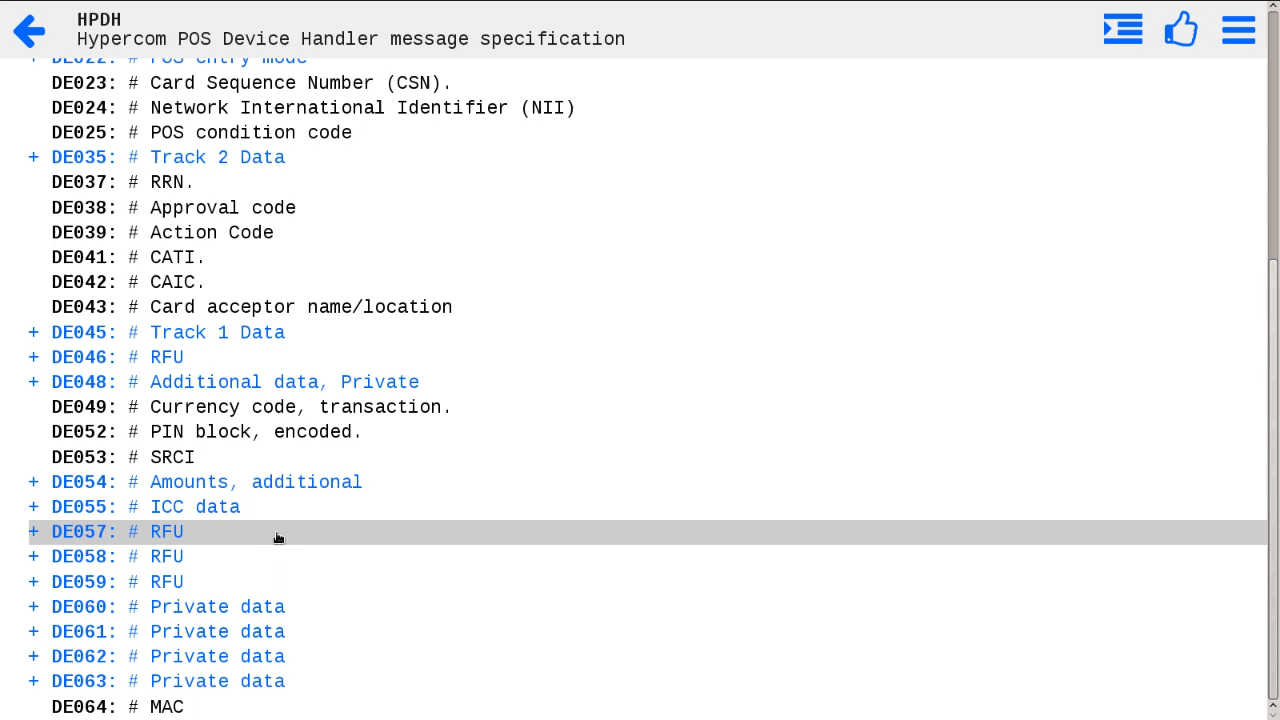 HPDH
Hypercom POS Device Handler message specification
+ DE022: # POS entry mode
DE023: # Card Sequence Number (CSN).
DE024: # Network International Identifier (NII)
DE025: # POS condition code
+ DE035: # Track 2 Data
DE037: # RRN.
DE038: # Approval code
DE039: # Action Code
DE041: # CATI.
DE042: # CAIC.
DE043: # Card acceptor name/location
+ DE045: # Track 1 Data
+ DE046: # RFU
+ DE048: # Additional data, Private
DE049: # Currency code, transaction.
DE052: # PIN block, encoded.
DE053: # SRCI
+ DE054: # Amounts, additional
+ DE055: # ICC data
+ DE057: # RFU
+ DE058: # RFU
+ DE059: # RFU
+ DE060: # Private data
+ DE061: # Private data
+ DE062: # Private data
+ DE063: # Private data
DE064: # MAC